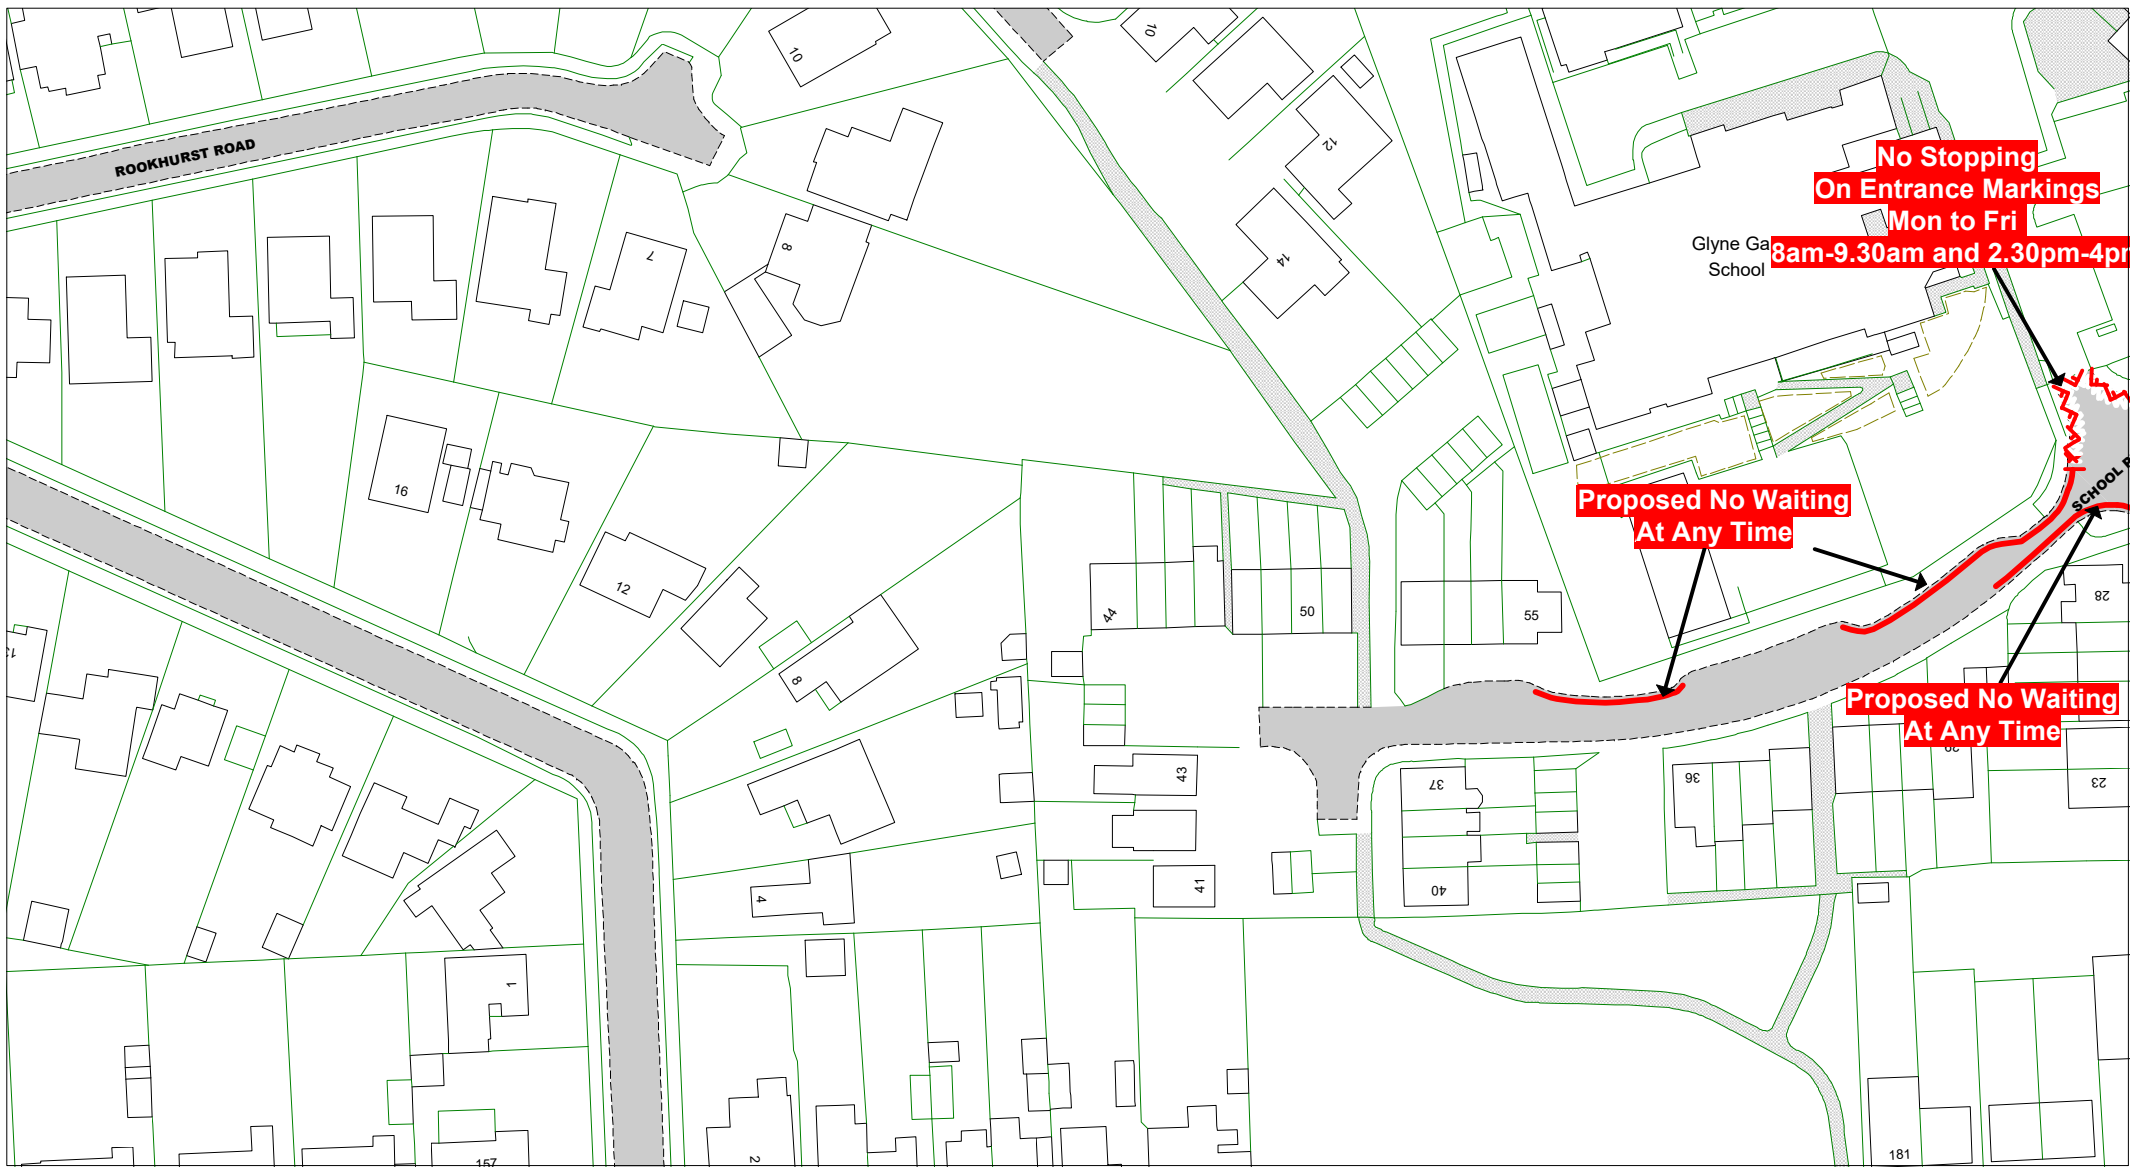 10
10
ROOKHURST ROAD
12
No Stopping
On Entrance Markings
Mon to Fri
8am-9.30am and 2.30pm-4pm
Glyne Ga
School
8
7
14
16
SCHOOL P
Proposed No Waiting
At Any Time
12
44
50
55
28
13
8
Proposed No Waiting
At Any Time
29
43
37
36
23
4
41
40
1
2
157
181